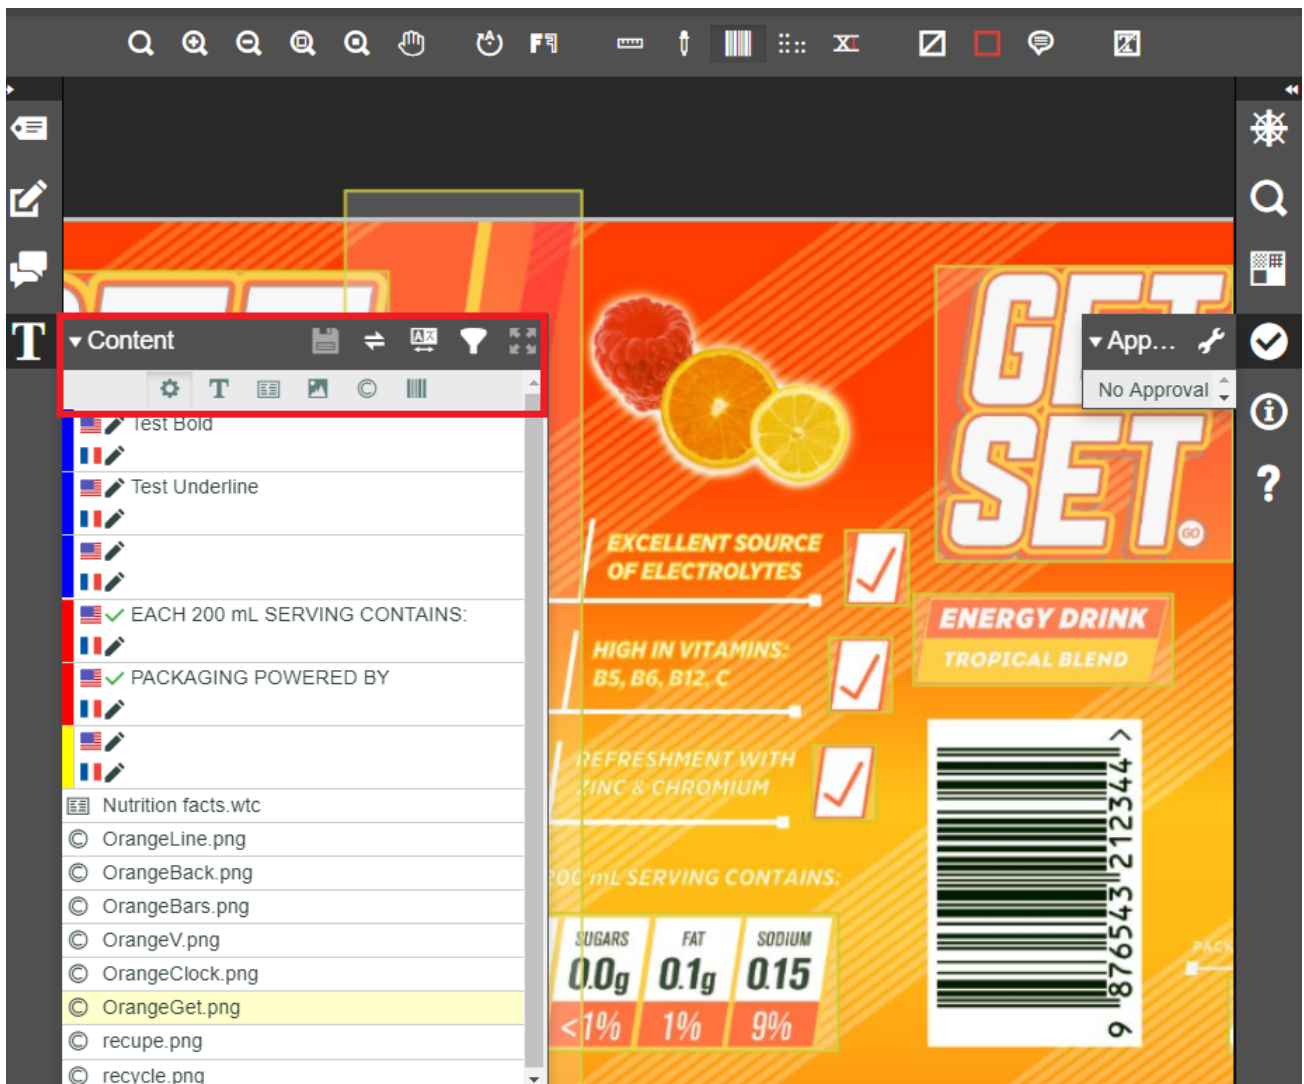 Content
Test Bold
Test Underline
EACH 200 mL SERVING CONTAINS:
PACKAGING POWERED BY
Nutrition facts.wtc
OrangeLine.png
OrangeBack.png
OrangeBars.png
OrangeV.png
OrangeClock.png
OrangeGet.png
recupe.png
recycle.png
EXCELLENT SOURCE
OF ELECTROLYTES
HIGH IN VITAMINS:
B5, B6, B12, C
REFRESHMENT WITH
ZINC & CHROMIUM
200 mL SERVING CONTAINS:
SUGARS FAT SODIUM
0.0g 0.1g 0.15
<1% 1% 9%
GET
SET
GO
App...
No Approval
ENERGY DRINK
TROPICAL BLEND
9 876543 212344 >
PACK